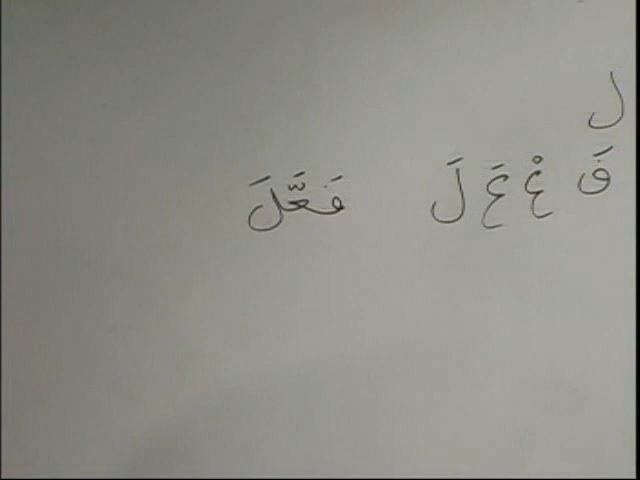 ل
فَ عْ عَ لَ فَعَّلَ